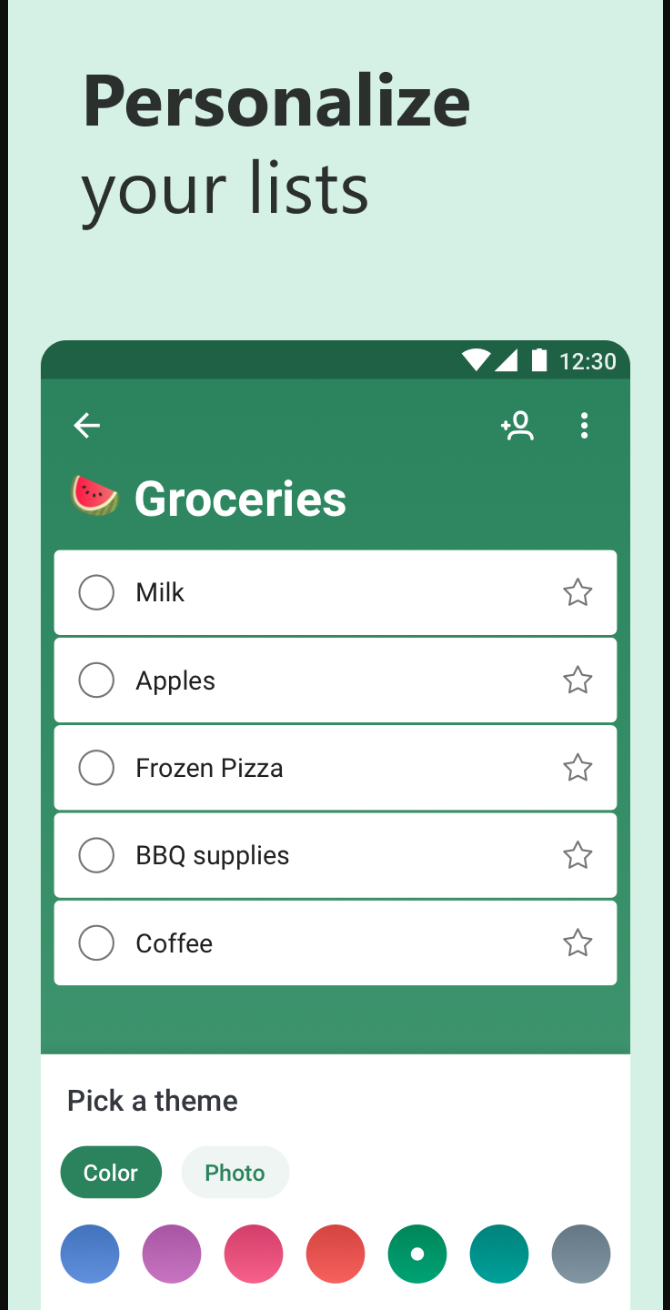 Personalize
your lists
12:30
Groceries
Milk
Apples
Frozen Pizza
BBQ supplies
Coffee
Pick a theme
Color Photo